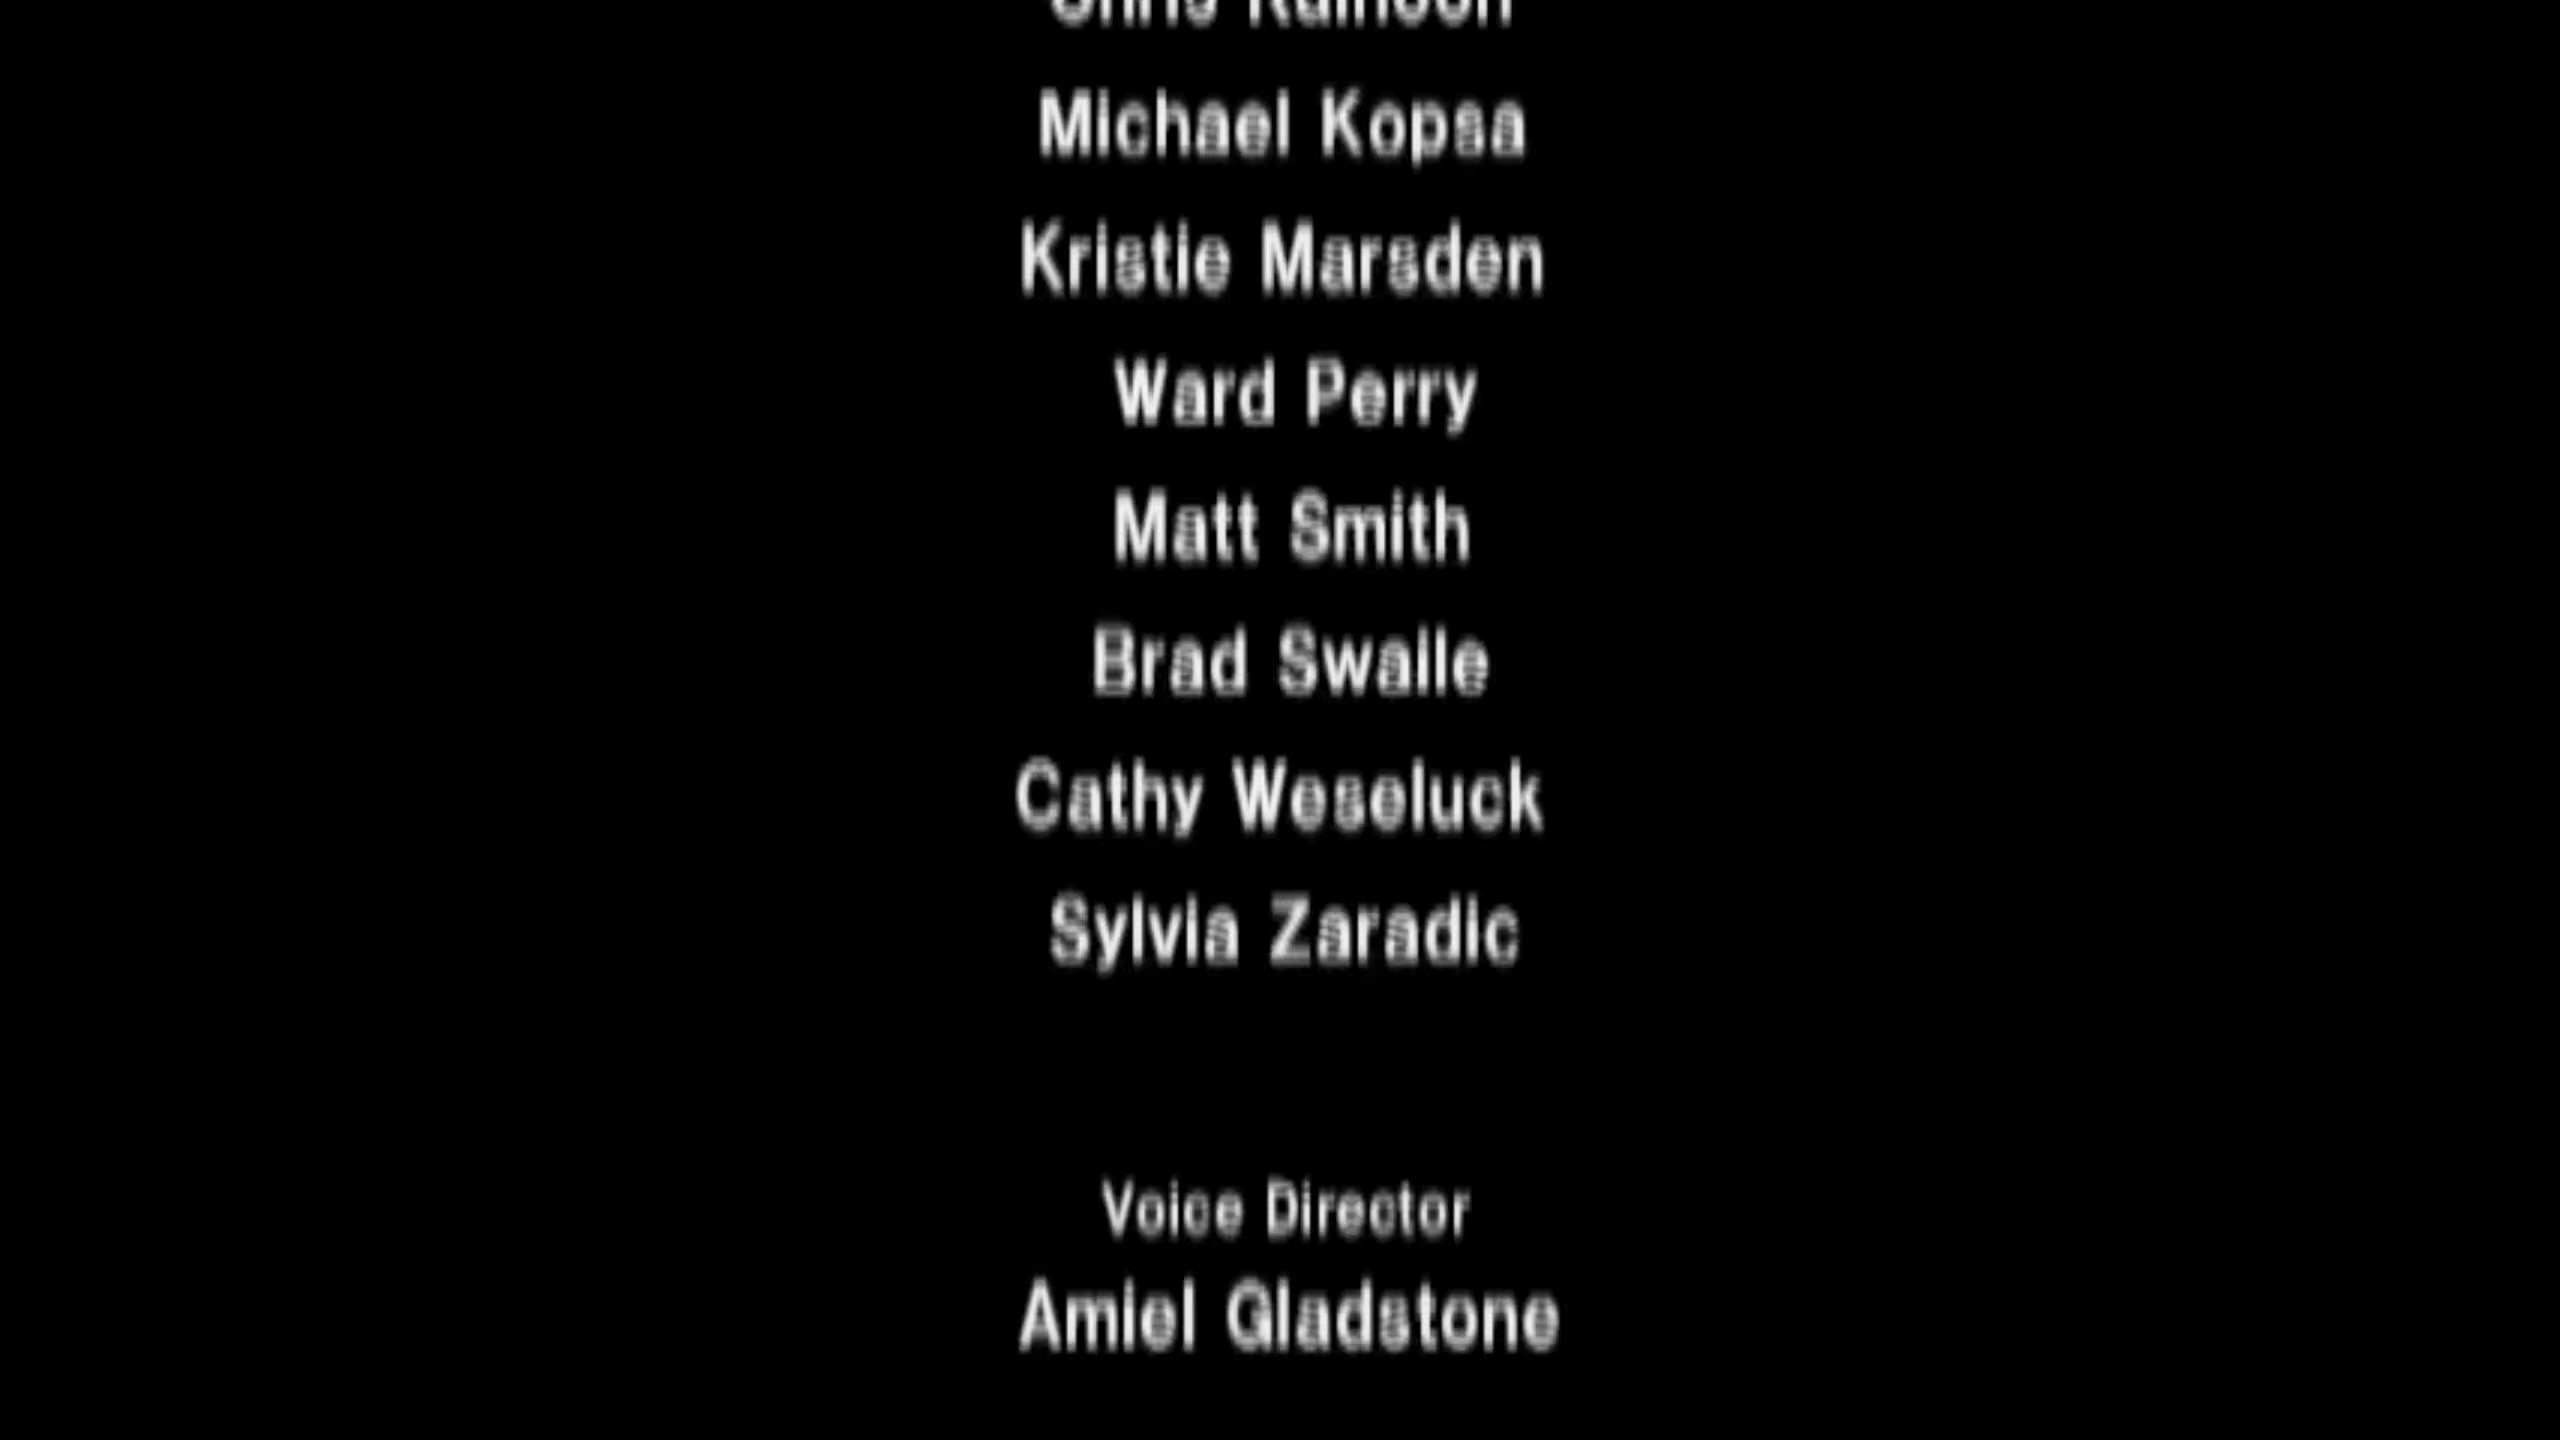 Michael Kopsa
Kristie Marsden
Ward Perry
Matt Smith
Brad Swaile
Cathy Weseluck
Sylvia Zaradic
Voice Director
Amiel Gladstone